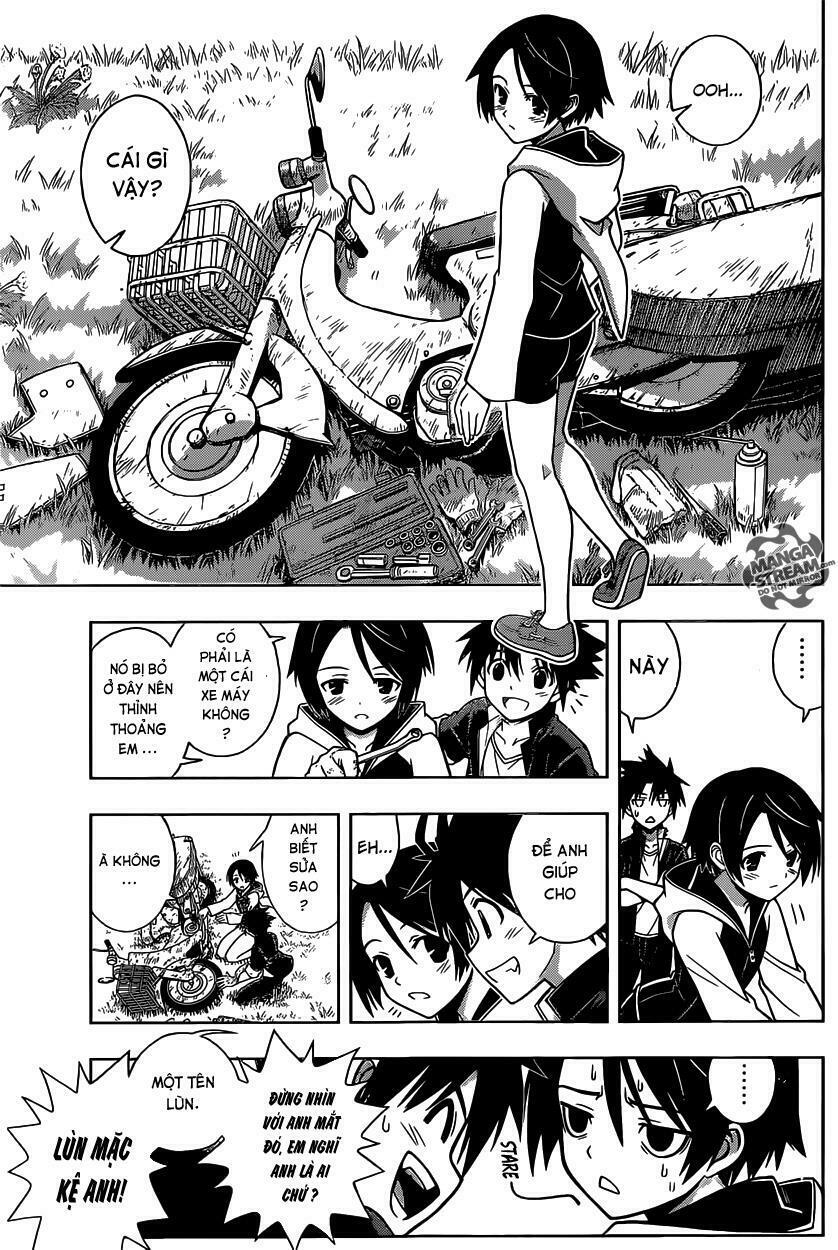 OOH...
CÁI GÌ
VẬY?
MANGA
STREAM.com
DO NOT MIRROR!
......
NÀY
CÓ
PHẢI LÀ
MỘT CÁI
XE MÁY
KHÔNG
?
NÓ BỊ BỎ
Ở ĐÂY NÊN
THỈNH
THOẢNG
EM ...
ĐỂ ANH
GIÚP
CHO
EH...
ANH
BIẾT
SỬA
SAO
?
À KHÔNG
...
......
STARE
ĐỪNG NHÌN
VỚI ANH MẮT
ĐÓ, EM NGHĨ
ANH LÀ AI
CHỨ ?
MỘT TÊN
LÙN.
LÙN MẶC
KỆ ANH!